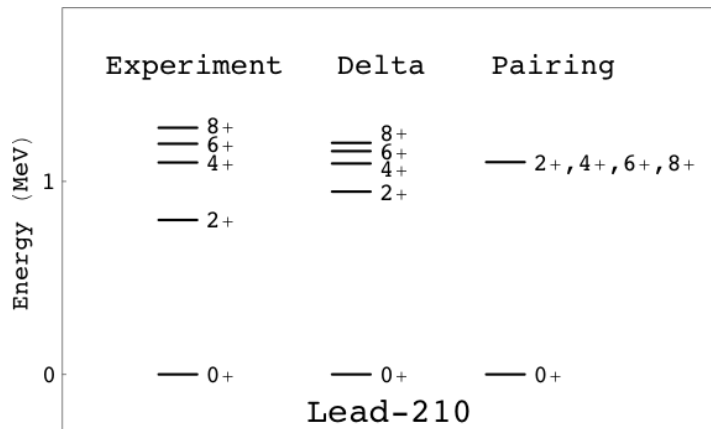 Experiment Delta Pairing
8+ 8+
6+ 6+
4+ 4+ 2+,4+,6+,8+
1
2+ 2+
Energy (MeV)
0 0+ 0+ 0+
Lead-210